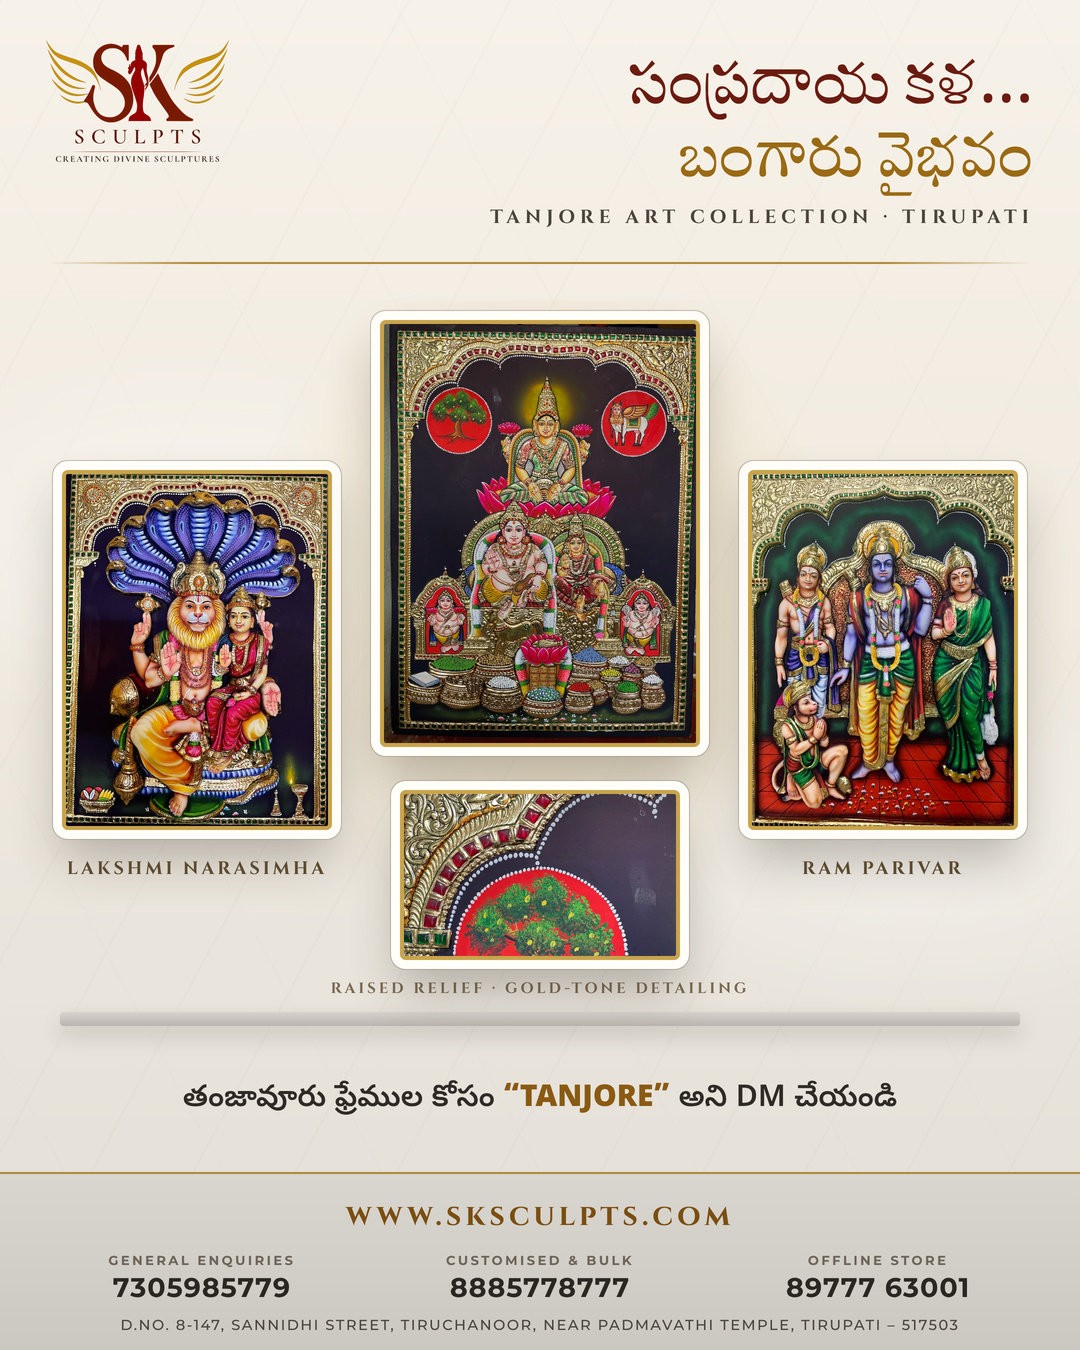 SK
SCULPTS
CREATING DIVINE SCULPTURES
సంప్రదాయ కళ...
బంగారు వైభవం
TANJORE ART COLLECTION · TIRUPATI
LAKSHMI NARASIMHA
RAM PARIVAR
RAISED RELIEF · GOLD-TONE DETAILING
తంజావూరు ఫ్రేముల కోసం “TANJORE” అని DM చేయండి
WWW.SKSCULPTS.COM
GENERAL ENQUIRIES
7305985779
CUSTOMISED & BULK
8885778777
OFFLINE STORE
89777 63001
D.NO. 8-147, SANNIDHI STREET, TIRUCHANOOR, NEAR PADMAVATHI TEMPLE, TIRUPATI – 517503